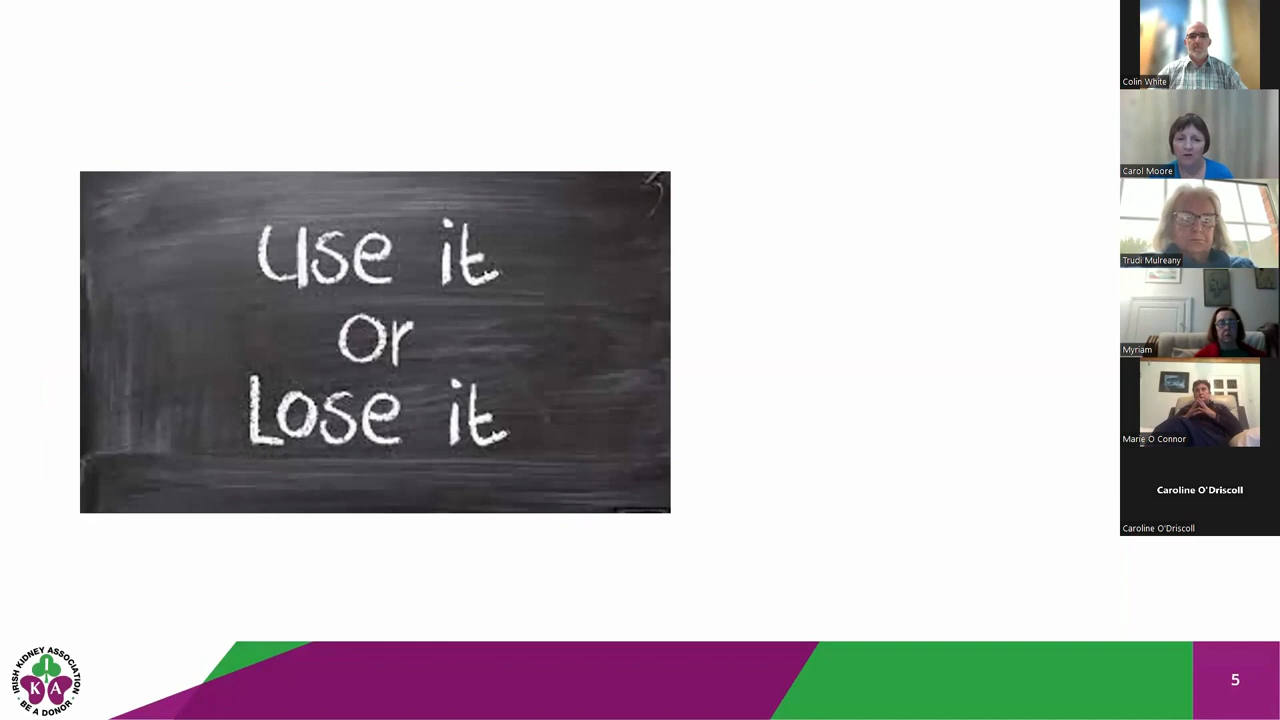 Use it
or
Lose it
Colin White
Carol Moore
Trudi Mulreany
Myriam
Marie O Connor
Caroline O'Driscoll
Caroline O'Driscoll
IRISH KIDNEY ASSOCIATION
I
K A
- BE A DONOR -
5